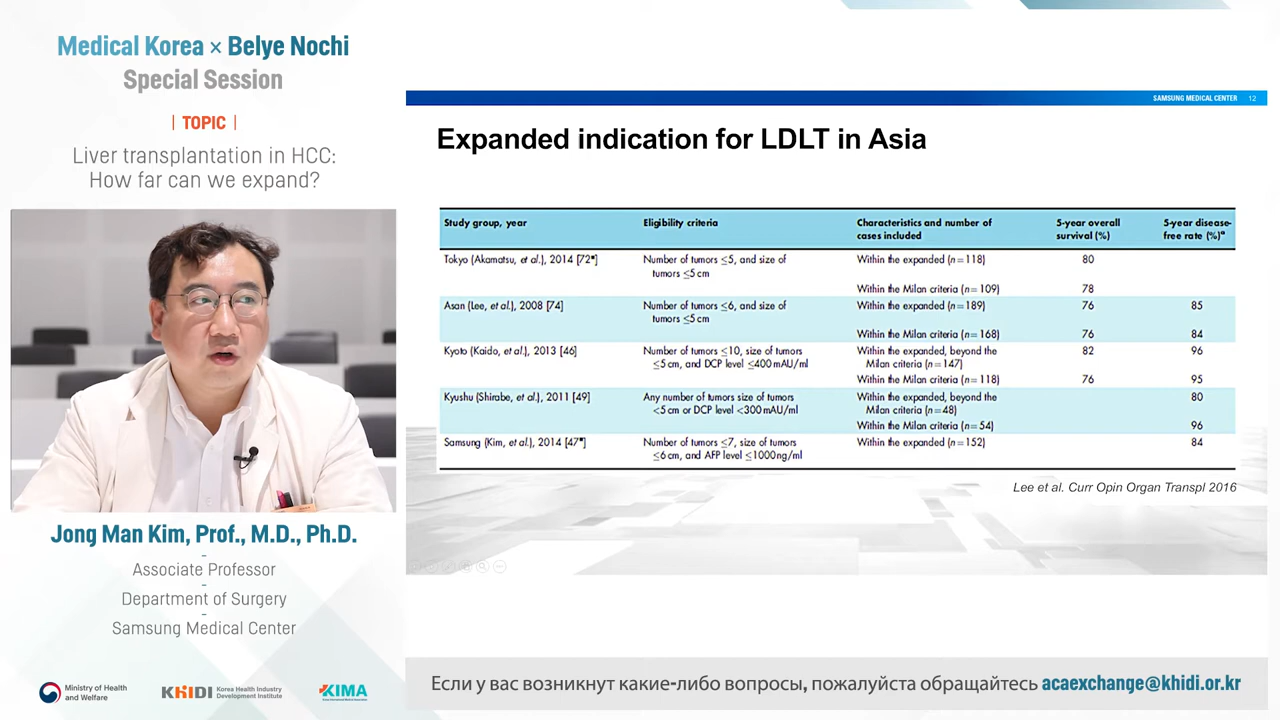 Medical Korea × Belye Nochi
Special Session
| TOPIC |
Liver transplantation in HCC:
How far can we expand?
Jong Man Kim, Prof., M.D., Ph.D.
-
Associate Professor
-
Department of Surgery
-
Samsung Medical Center
Ministry of Health
and Welfare
KHIDI
Korea Health Industry
Development Institute
KIMA
SAMSUNG MEDICAL CENTER 12
Expanded indication for LDLT in Asia
Study group, year Eligibility criteria Characteristics and number of cases included 5-year overall survival (%) 5-year disease-free rate (%)ª
Tokyo (Akamatsu, et al.), 2014 [72■] Number of tumors ≤5, and size of tumors ≤5 cm Within the expanded (n=118) 80
Within the Milan criteria (n=109) 78
Asan (Lee, et al.), 2008 [74] Number of tumors ≤6, and size of tumors ≤5 cm Within the expanded (n=189) 76 85
Within the Milan criteria (n=168) 76 84
Kyoto (Kaido, et al.), 2013 [46] Number of tumors ≤10, size of tumors ≤5 cm, and DCP level ≤400 mAU/ml Within the expanded, beyond the Milan criteria (n=147) 82 96
Within the Milan criteria (n=118) 76 95
Kyushu (Shirabe, et al.), 2011 [49] Any number of tumors size of tumors <5 cm or DCP level <300 mAU/ml Within the expanded, beyond the Milan criteria (n=48) 80
Within the Milan criteria (n=54) 96
Samsung (Kim, et al.), 2014 [47■] Number of tumors ≤7, size of tumors ≤6 cm, and AFP level ≤1000 ng/ml Within the expanded (n=152) 84
Lee et al. Curr Opin Organ Transpl 2016
Если у вас возникнут какие-либо вопросы, пожалуйста обращайтесь acaexchange@khidi.or.kr